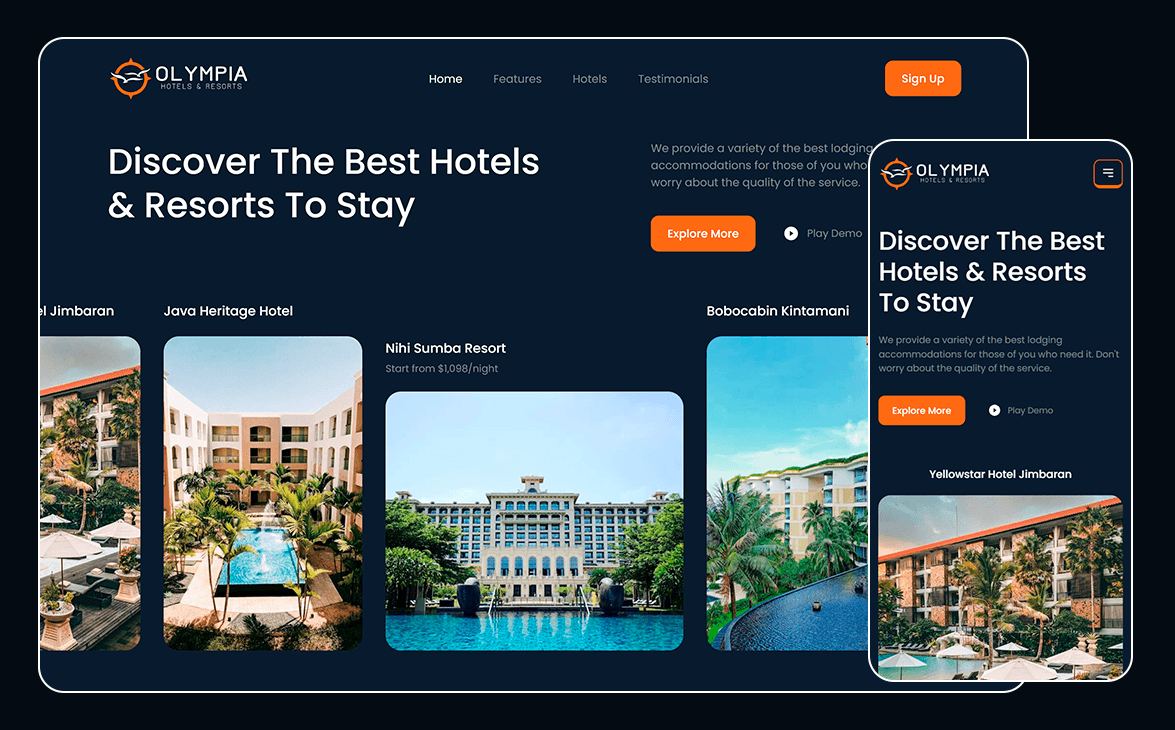 OLYMPIA
HOTELS & RESORTS
Home
Features
Hotels
Testimonials
Sign Up
Discover The Best Hotels
& Resorts To Stay
We provide a variety of the best lodging
accommodations for those of you who
worry about the quality of the service.
Explore More
Play Demo
el Jimbaran
Java Heritage Hotel
Nihi Sumba Resort
Start from $1,098/night
Bobocabin Kintamani
OLYMPIA
HOTELS & RESORTS
Discover The Best
Hotels & Resorts
To Stay
We provide a variety of the best lodging
accommodations for those of you who need it. Don't
worry about the quality of the service.
Explore More
Play Demo
Yellowstar Hotel Jimbaran